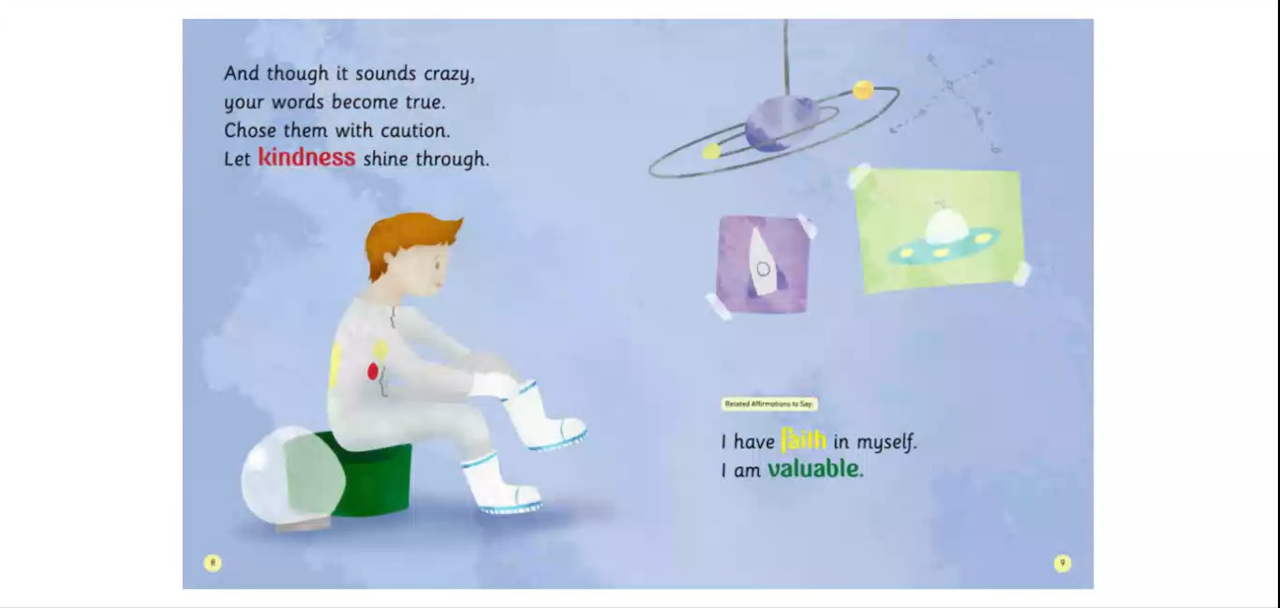 And though it sounds crazy,
your words become true.
Chose them with caution.
Let kindness shine through.
Related Affirmations to Say:
I have faith in myself.
I am valuable.
8
9